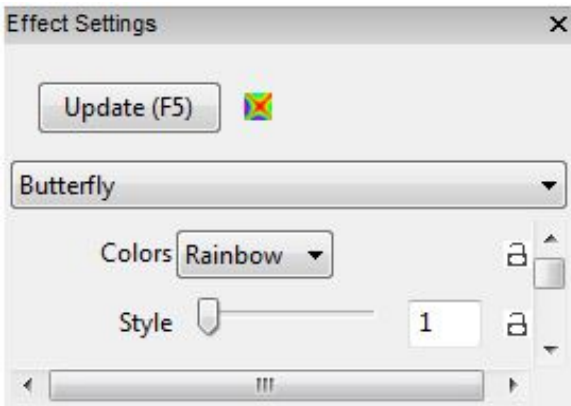 Effect Settings
Update (F5)
Butterfly
Colors Rainbow
Style 1